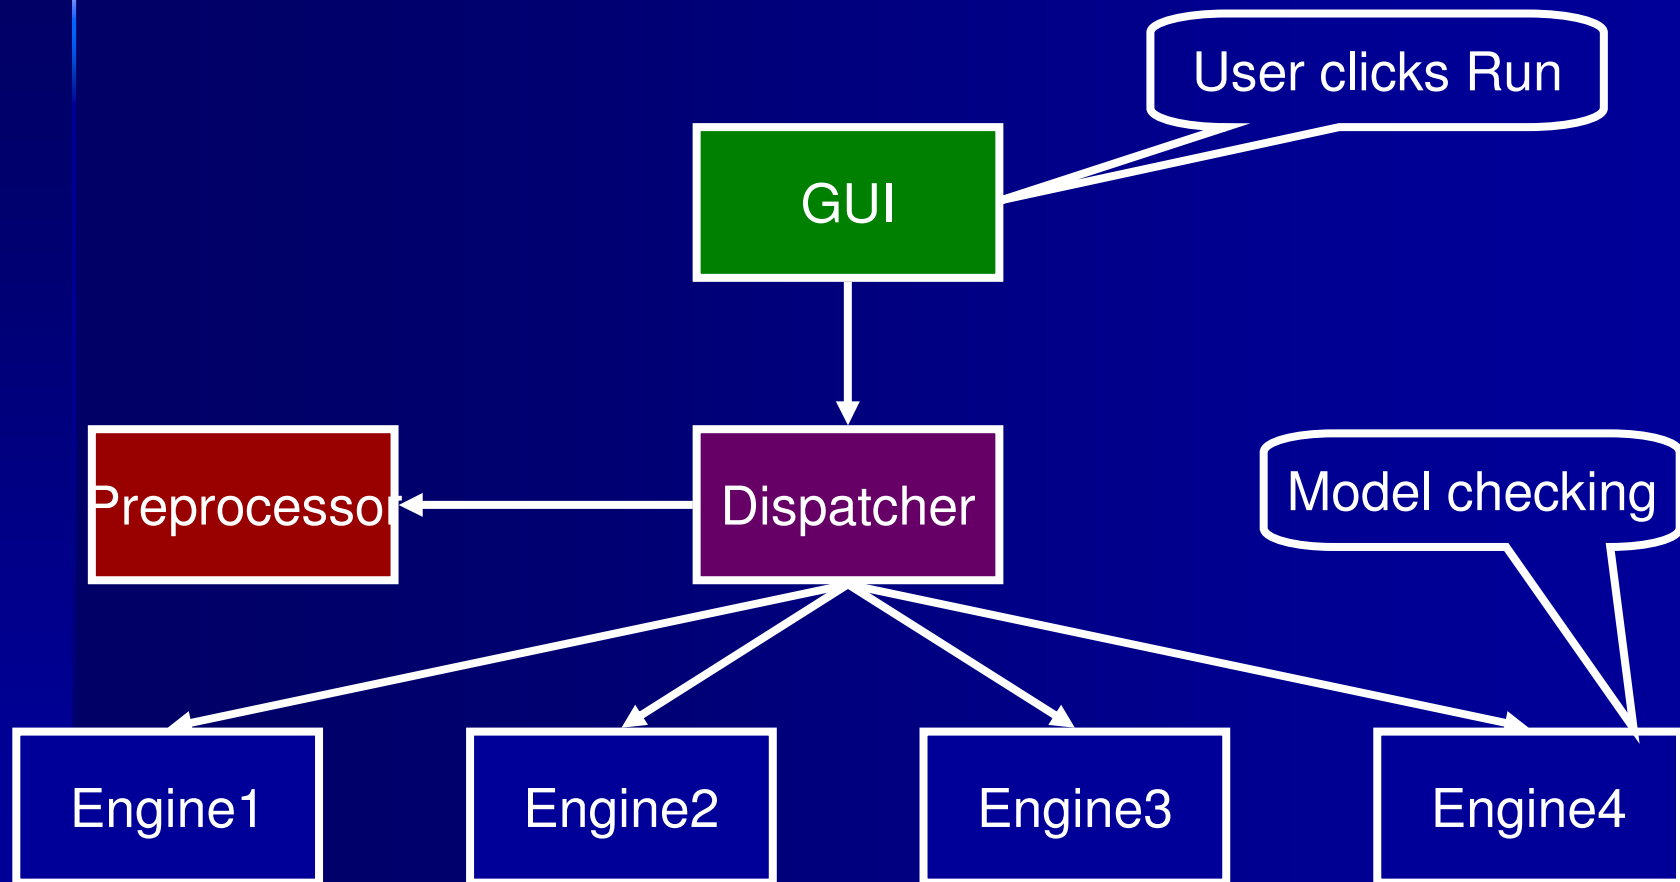 User clicks Run
GUI
Preprocessor
Dispatcher
Model checking
Engine1
Engine2
Engine3
Engine4